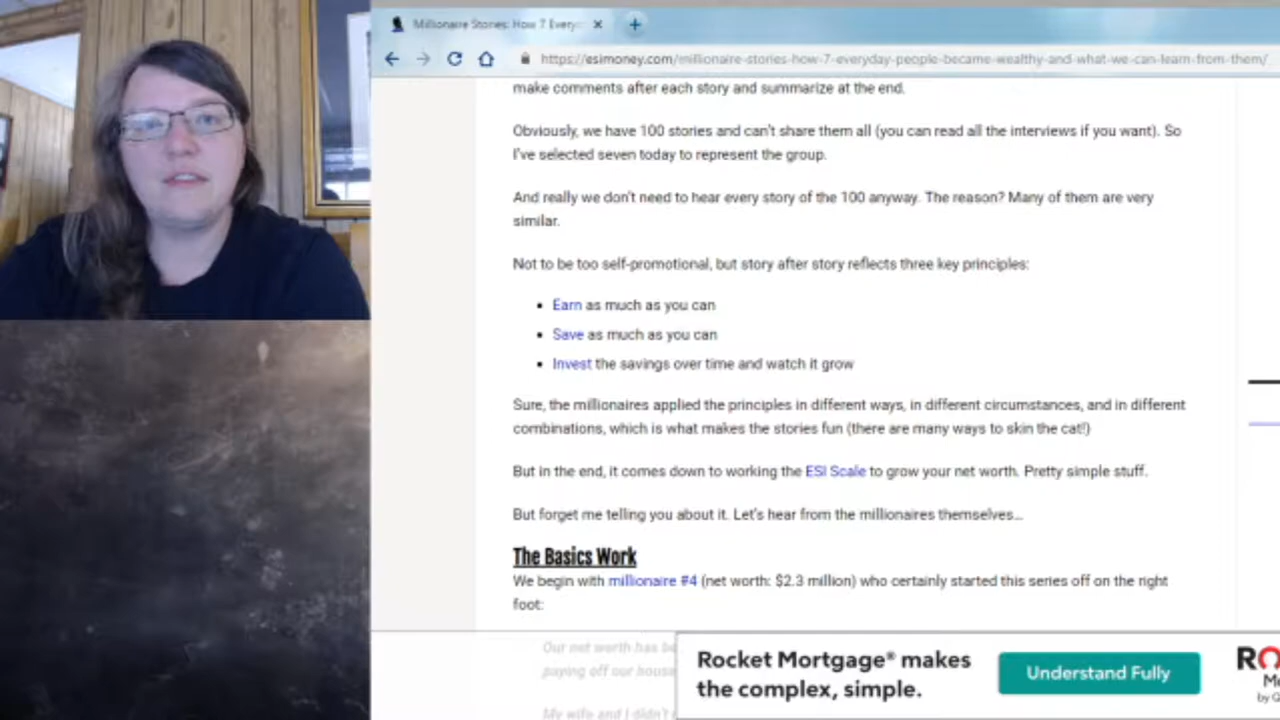 Millionaire Stories: How 7 Every
https://esimoney.com/millionaire-stories-how-7-everyday-people-became-wealthy-and-what-we-can-learn-from-them/
make comments after each story and summarize at the end.
Obviously, we have 100 stories and can't share them all (you can read all the interviews if you want). So
I've selected seven today to represent the group.
And really we don't need to hear every story of the 100 anyway. The reason? Many of them are very
similar.
Not to be too self-promotional, but story after story reflects three key principles:
• Earn as much as you can
• Save as much as you can
• Invest the savings over time and watch it grow
Sure, the millionaires applied the principles in different ways, in different circumstances, and in different
combinations, which is what makes the stories fun (there are many ways to skin the cat!)
But in the end, it comes down to working the ESI Scale to grow your net worth. Pretty simple stuff.
But forget me telling you about it. Let's hear from the millionaires themselves...
The Basics Work
We begin with millionaire #4 (net worth: $2.3 million) who certainly started this series off on the right
foot:
Our net worth has be
paying off our house
My wife and I didn't
Rocket Mortgage® makes
the complex, simple.
Understand Fully